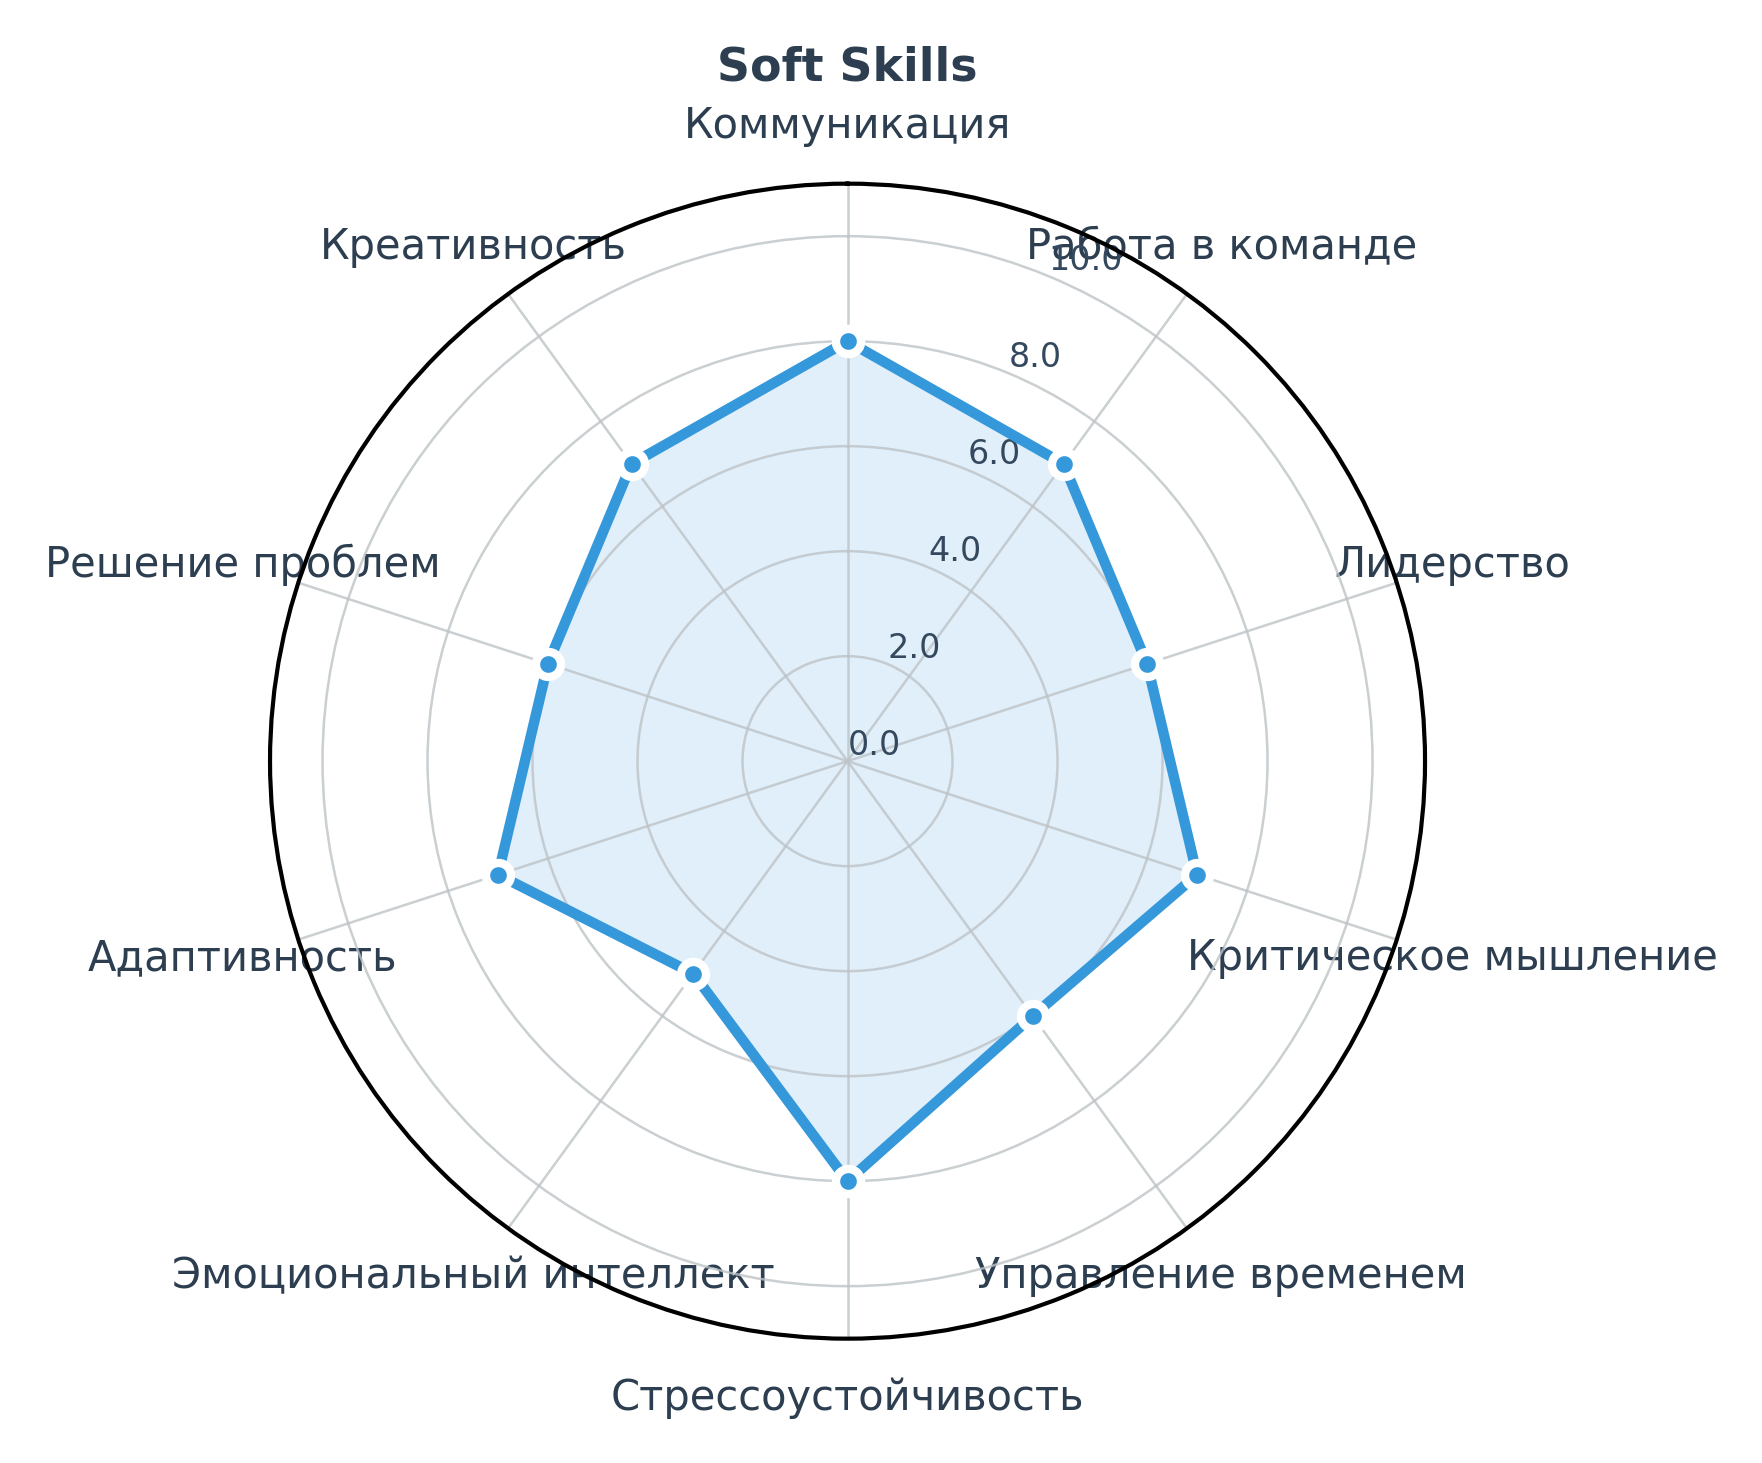 Soft Skills
Коммуникация
Креативность
Работа в команде
10.0
8.0
6.0
4.0
2.0
0.0
Решение проблем
Лидерство
Адаптивность
Критическое мышление
Эмоциональный интеллект
Управление временем
Стрессоустойчивость